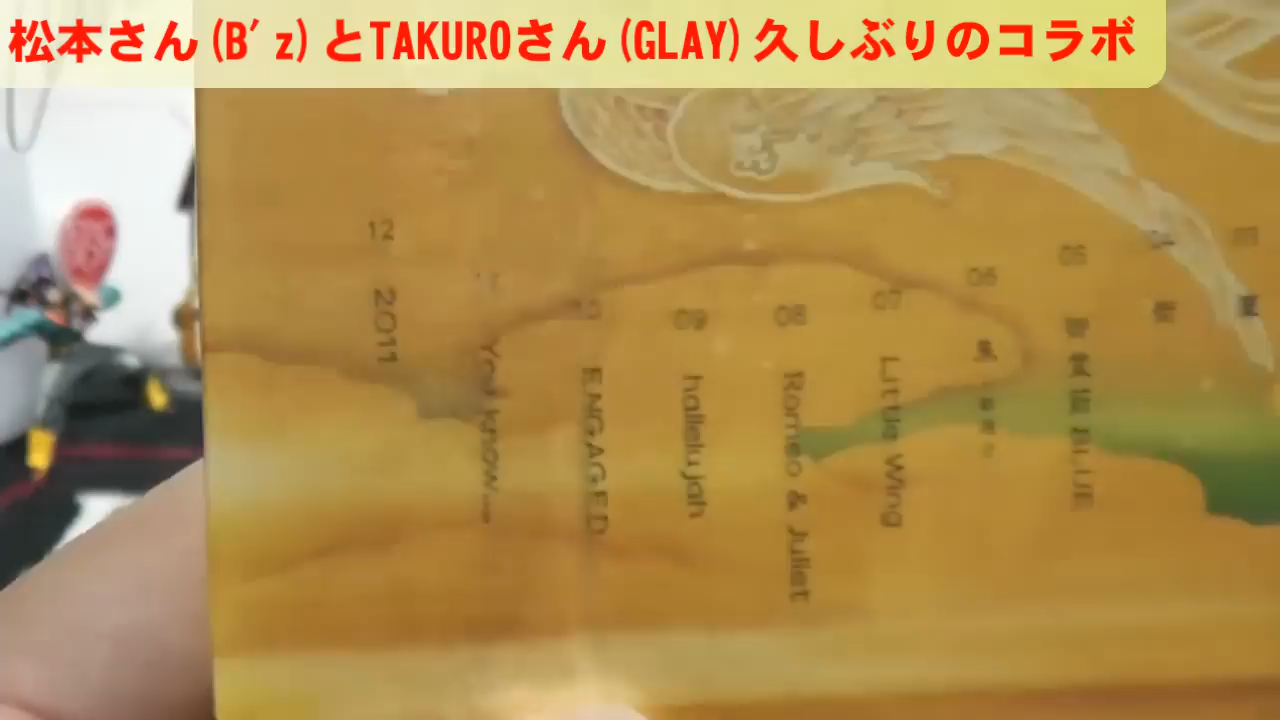 松本さん(B'z)とTAKUROさん(GLAY)久しぶりのコラボ
05 BLUE
06
07 Little Wing
08 Romeo & Juliet
09 hallelujah
ENGAGED
You know...
12 2011